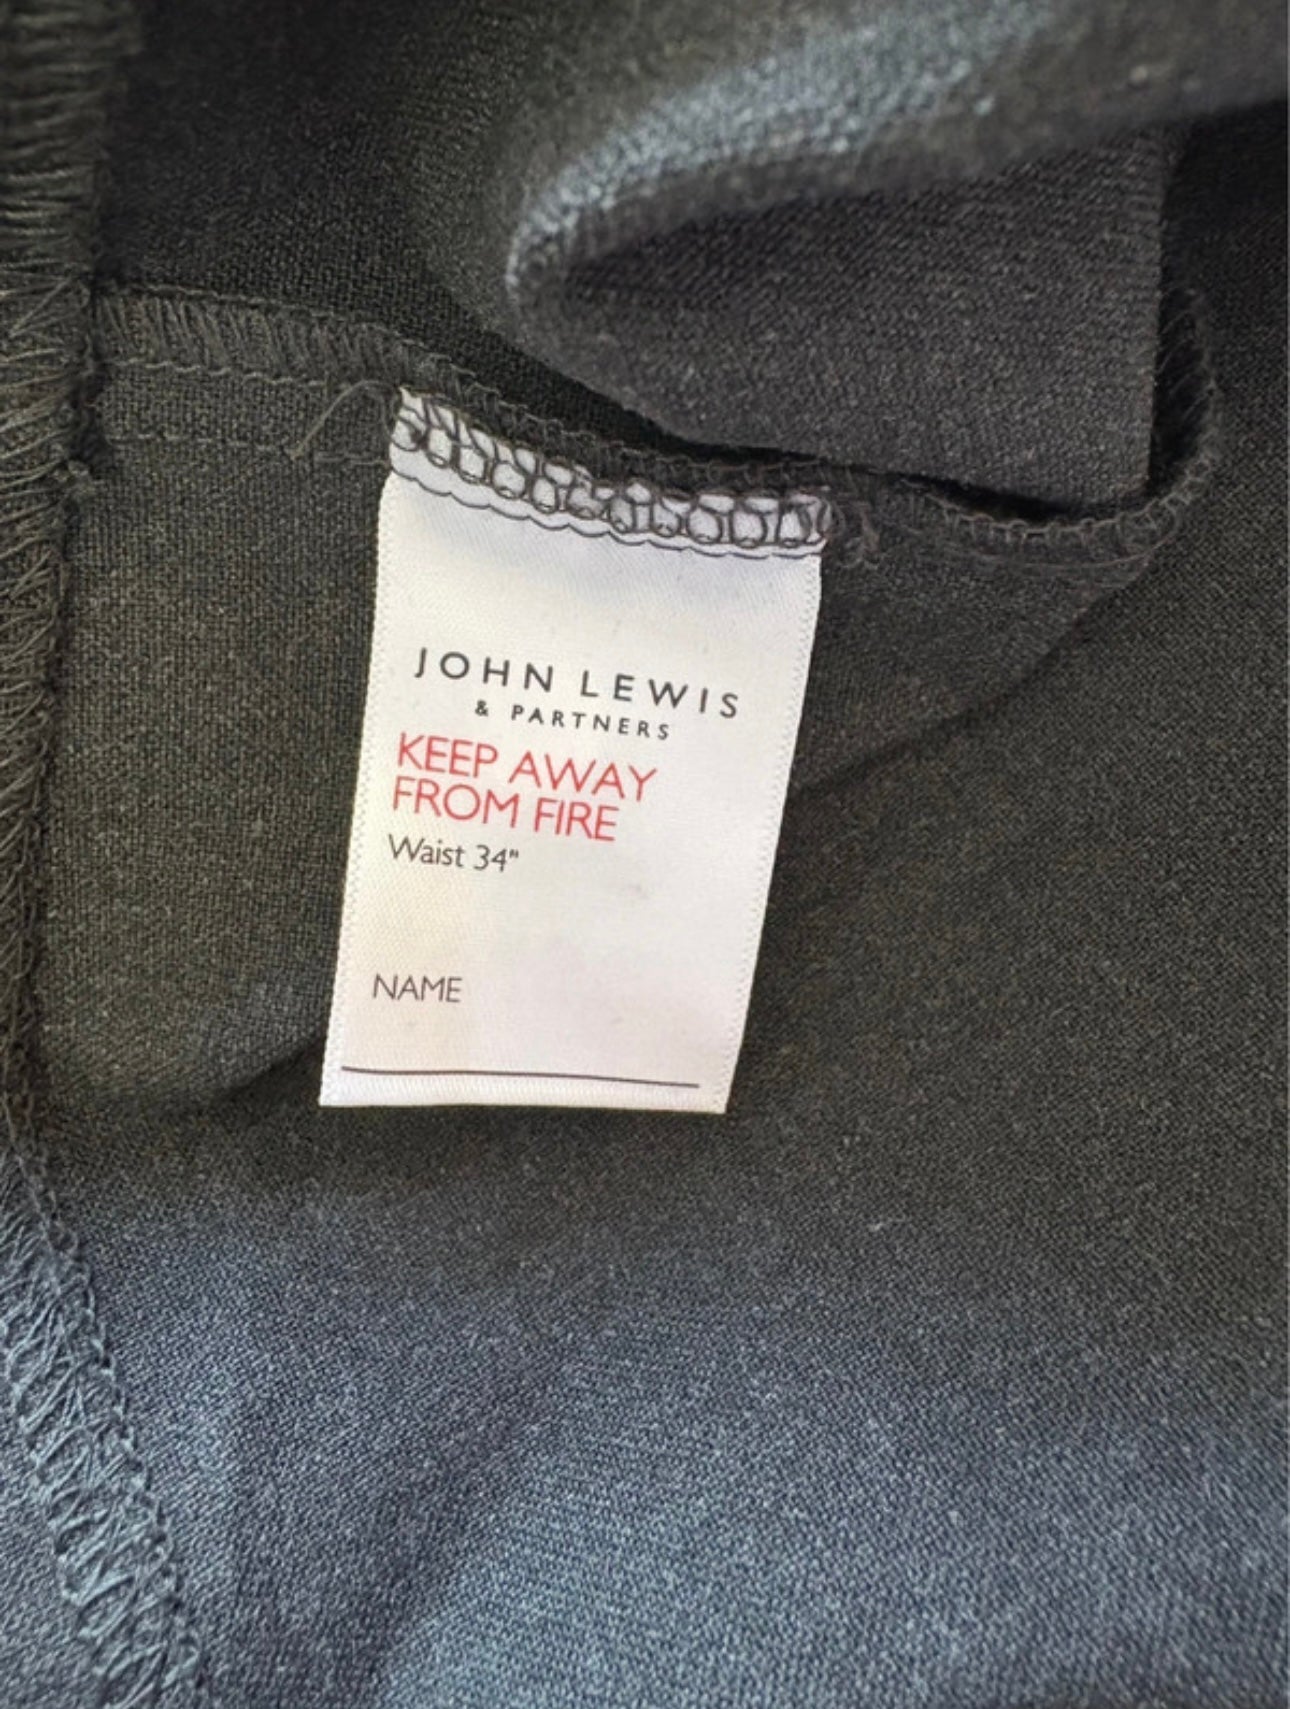 JOHN LEWIS
& PARTNERS
KEEP AWAY
FROM FIRE
Waist 34"
NAME